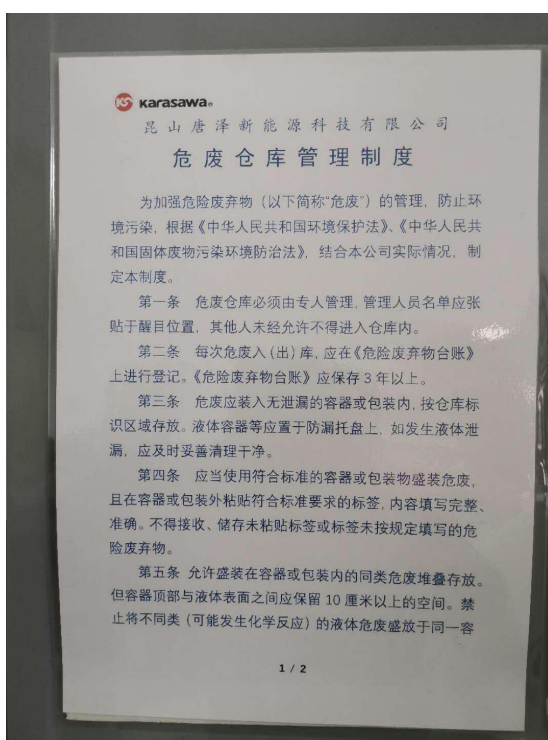 KS Karasawa®
昆山唐泽新能源科技有限公司
危废仓库管理制度
为加强危险废弃物（以下简称“危废”）的管理，防止环
境污染，根据《中华人民共和国环境保护法》、《中华人民共
和国固体废物污染环境防治法》，结合本公司实际情况，制
定本制度。
第一条 危废仓库必须由专人管理，管理人员名单应张
贴于醒目位置，其他人未经允许不得进入仓库内。
第二条 每次危废入（出）库，应在《危险废弃物台账》
上进行登记。《危险废弃物台账》应保存3年以上。
第三条 危废应装入无泄漏的容器或包装内，按仓库标
识区域存放。液体容器等应置于防漏托盘上，如发生液体泄
漏，应及时妥善清理干净。
第四条 应当使用符合标准的容器或包装物盛装危废，
且在容器或包装外粘贴符合标准要求的标签，内容填写完整、
准确。不得接收、储存未粘贴标签或标签未按规定填写的危
险废弃物。
第五条 允许盛装在容器或包装内的同类危废堆叠存放。
但容器顶部与液体表面之间应保留10厘米以上的空间。禁
止将不同类（可能发生化学反应）的液体危废盛放于同一容
1 / 2